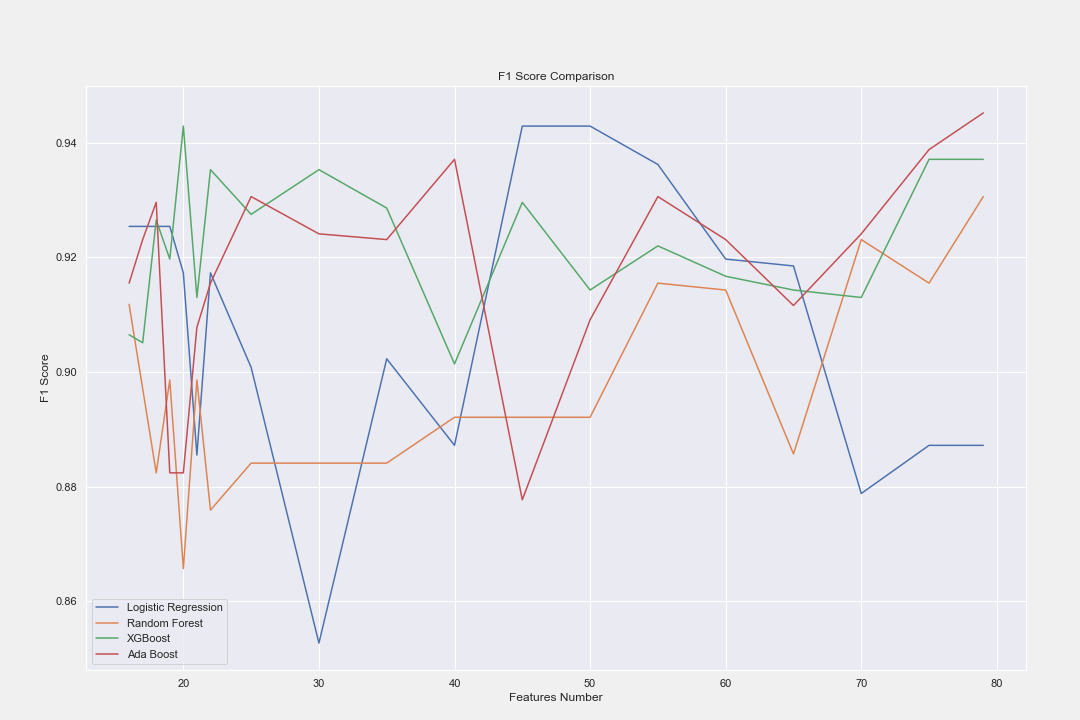 F1 Score Comparison
0.94
0.92
0.90
0.88
0.86
F1 Score
Logistic Regression
Random Forest
XGBoost
Ada Boost
20 30 40 50 60 70 80
Features Number